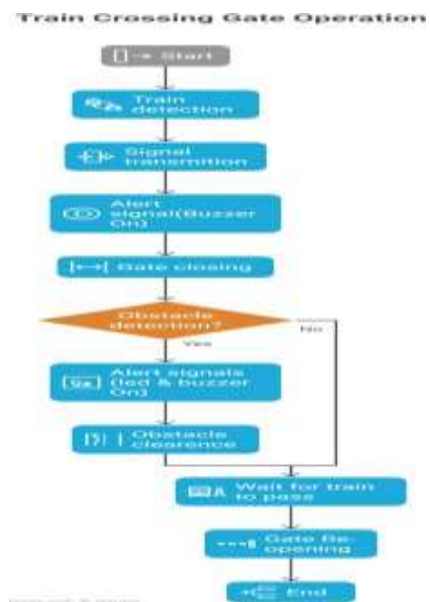 Train Crossing Gate Operation
Start
Train
detection
Signal
transmition
Alert
signal(Buzzer
On)
Gate closing
Obstacle
detection?
No
Yes
Alert signals
(led & buzzer
On)
Obstacle
clearence
Wait for train
to pass
Gate Re-
opening
End